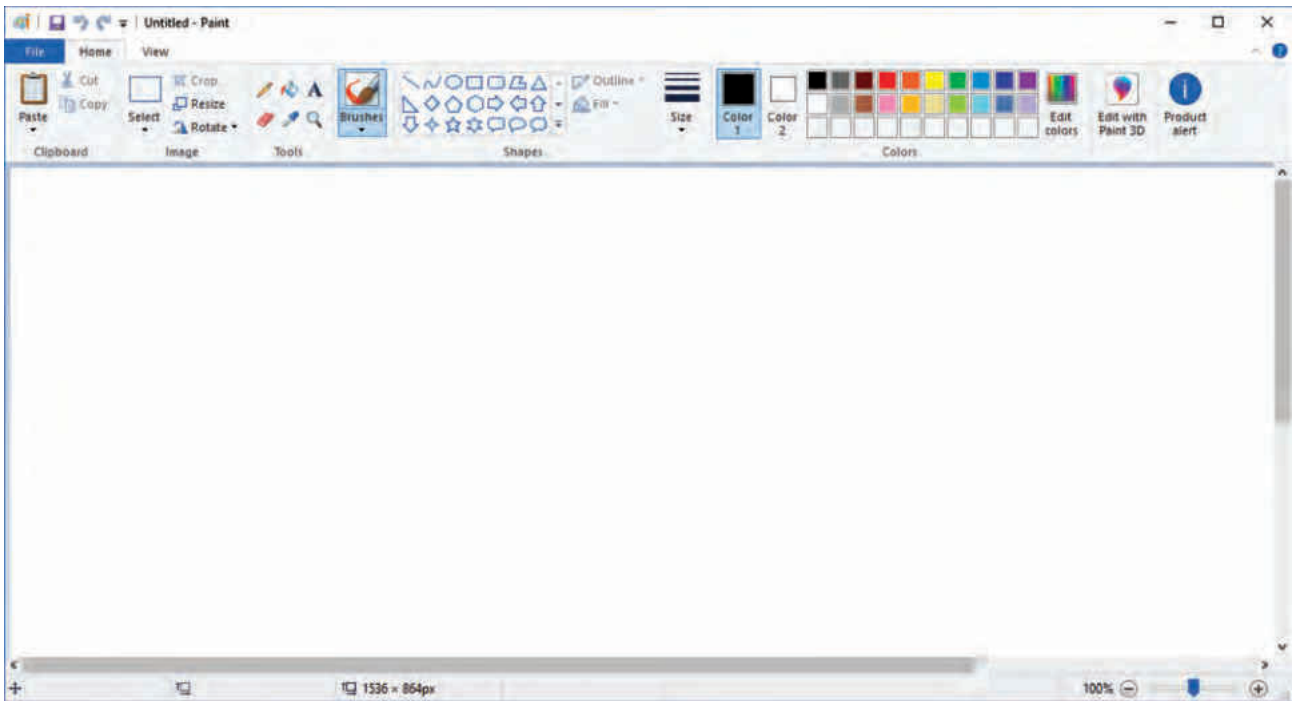 Untitled - Paint
File Home View
Cut
Copy
Paste
Clipboard
Select
Crop
Resize
Rotate
Image
A
Tools
Brushes
Outline
Fill
Shapes
Size
Color 1
Color 2
Edit colors
Colors
Edit with Paint 3D
Product alert
1536 × 864px
100%